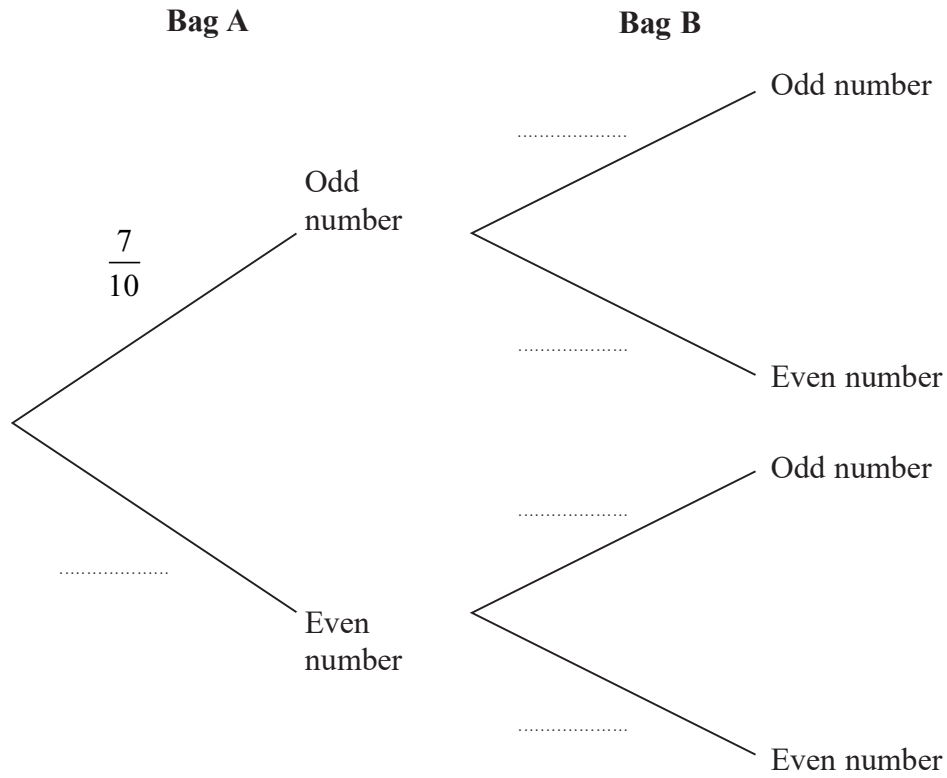 Bag A
Bag B
Odd number
....................
Odd
number
7
10
....................
Even number
Odd number
....................
....................
Even
number
....................
Even number